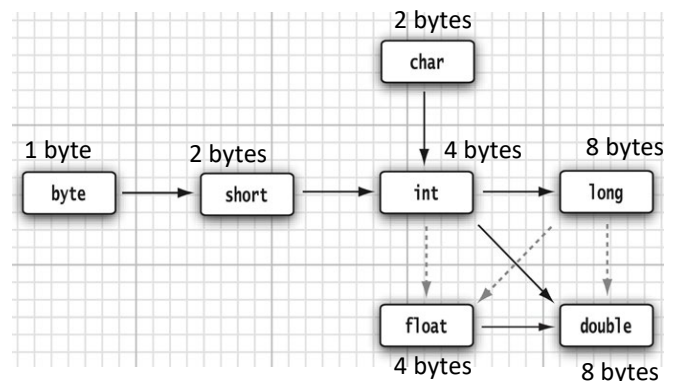 2 bytes
char
1 byte
2 bytes
4 bytes
8 bytes
byte
short
int
long
float
double
4 bytes
8 bytes